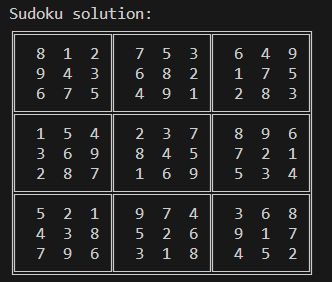 Sudoku solution:
8 1 2 7 5 3 6 4 9
9 4 3 6 8 2 1 7 5
6 7 5 4 9 1 2 8 3
1 5 4 2 3 7 8 9 6
3 6 9 8 4 5 7 2 1
2 8 7 1 6 9 5 3 4
5 2 1 9 7 4 3 6 8
4 3 8 5 2 6 9 1 7
7 9 6 3 1 8 4 5 2